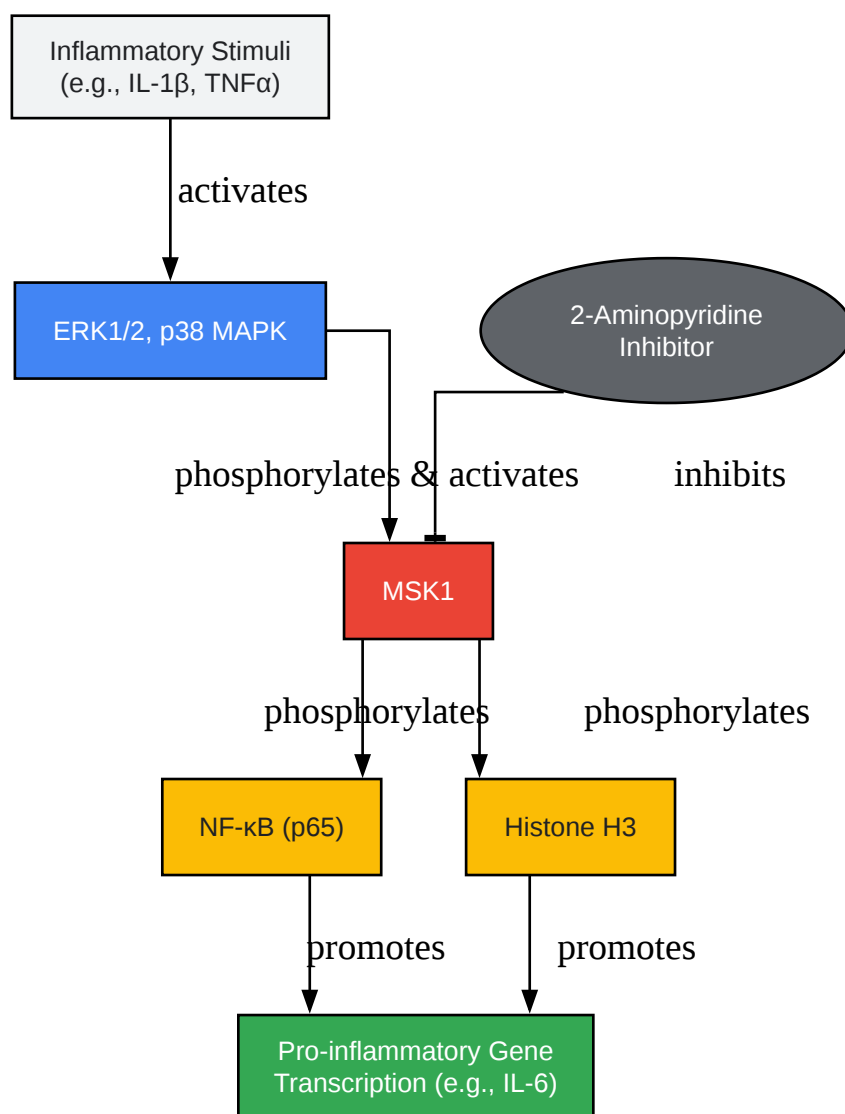 Inflammatory Stimuli
(e.g., IL-1β, TNFα)
activates
ERK1/2, p38 MAPK
2-Aminopyridine
Inhibitor
phosphorylates & activates
inhibits
MSK1
phosphorylates
phosphorylates
NF-κB (p65)
Histone H3
promotes
promotes
Pro-inflammatory Gene
Transcription (e.g., IL-6)